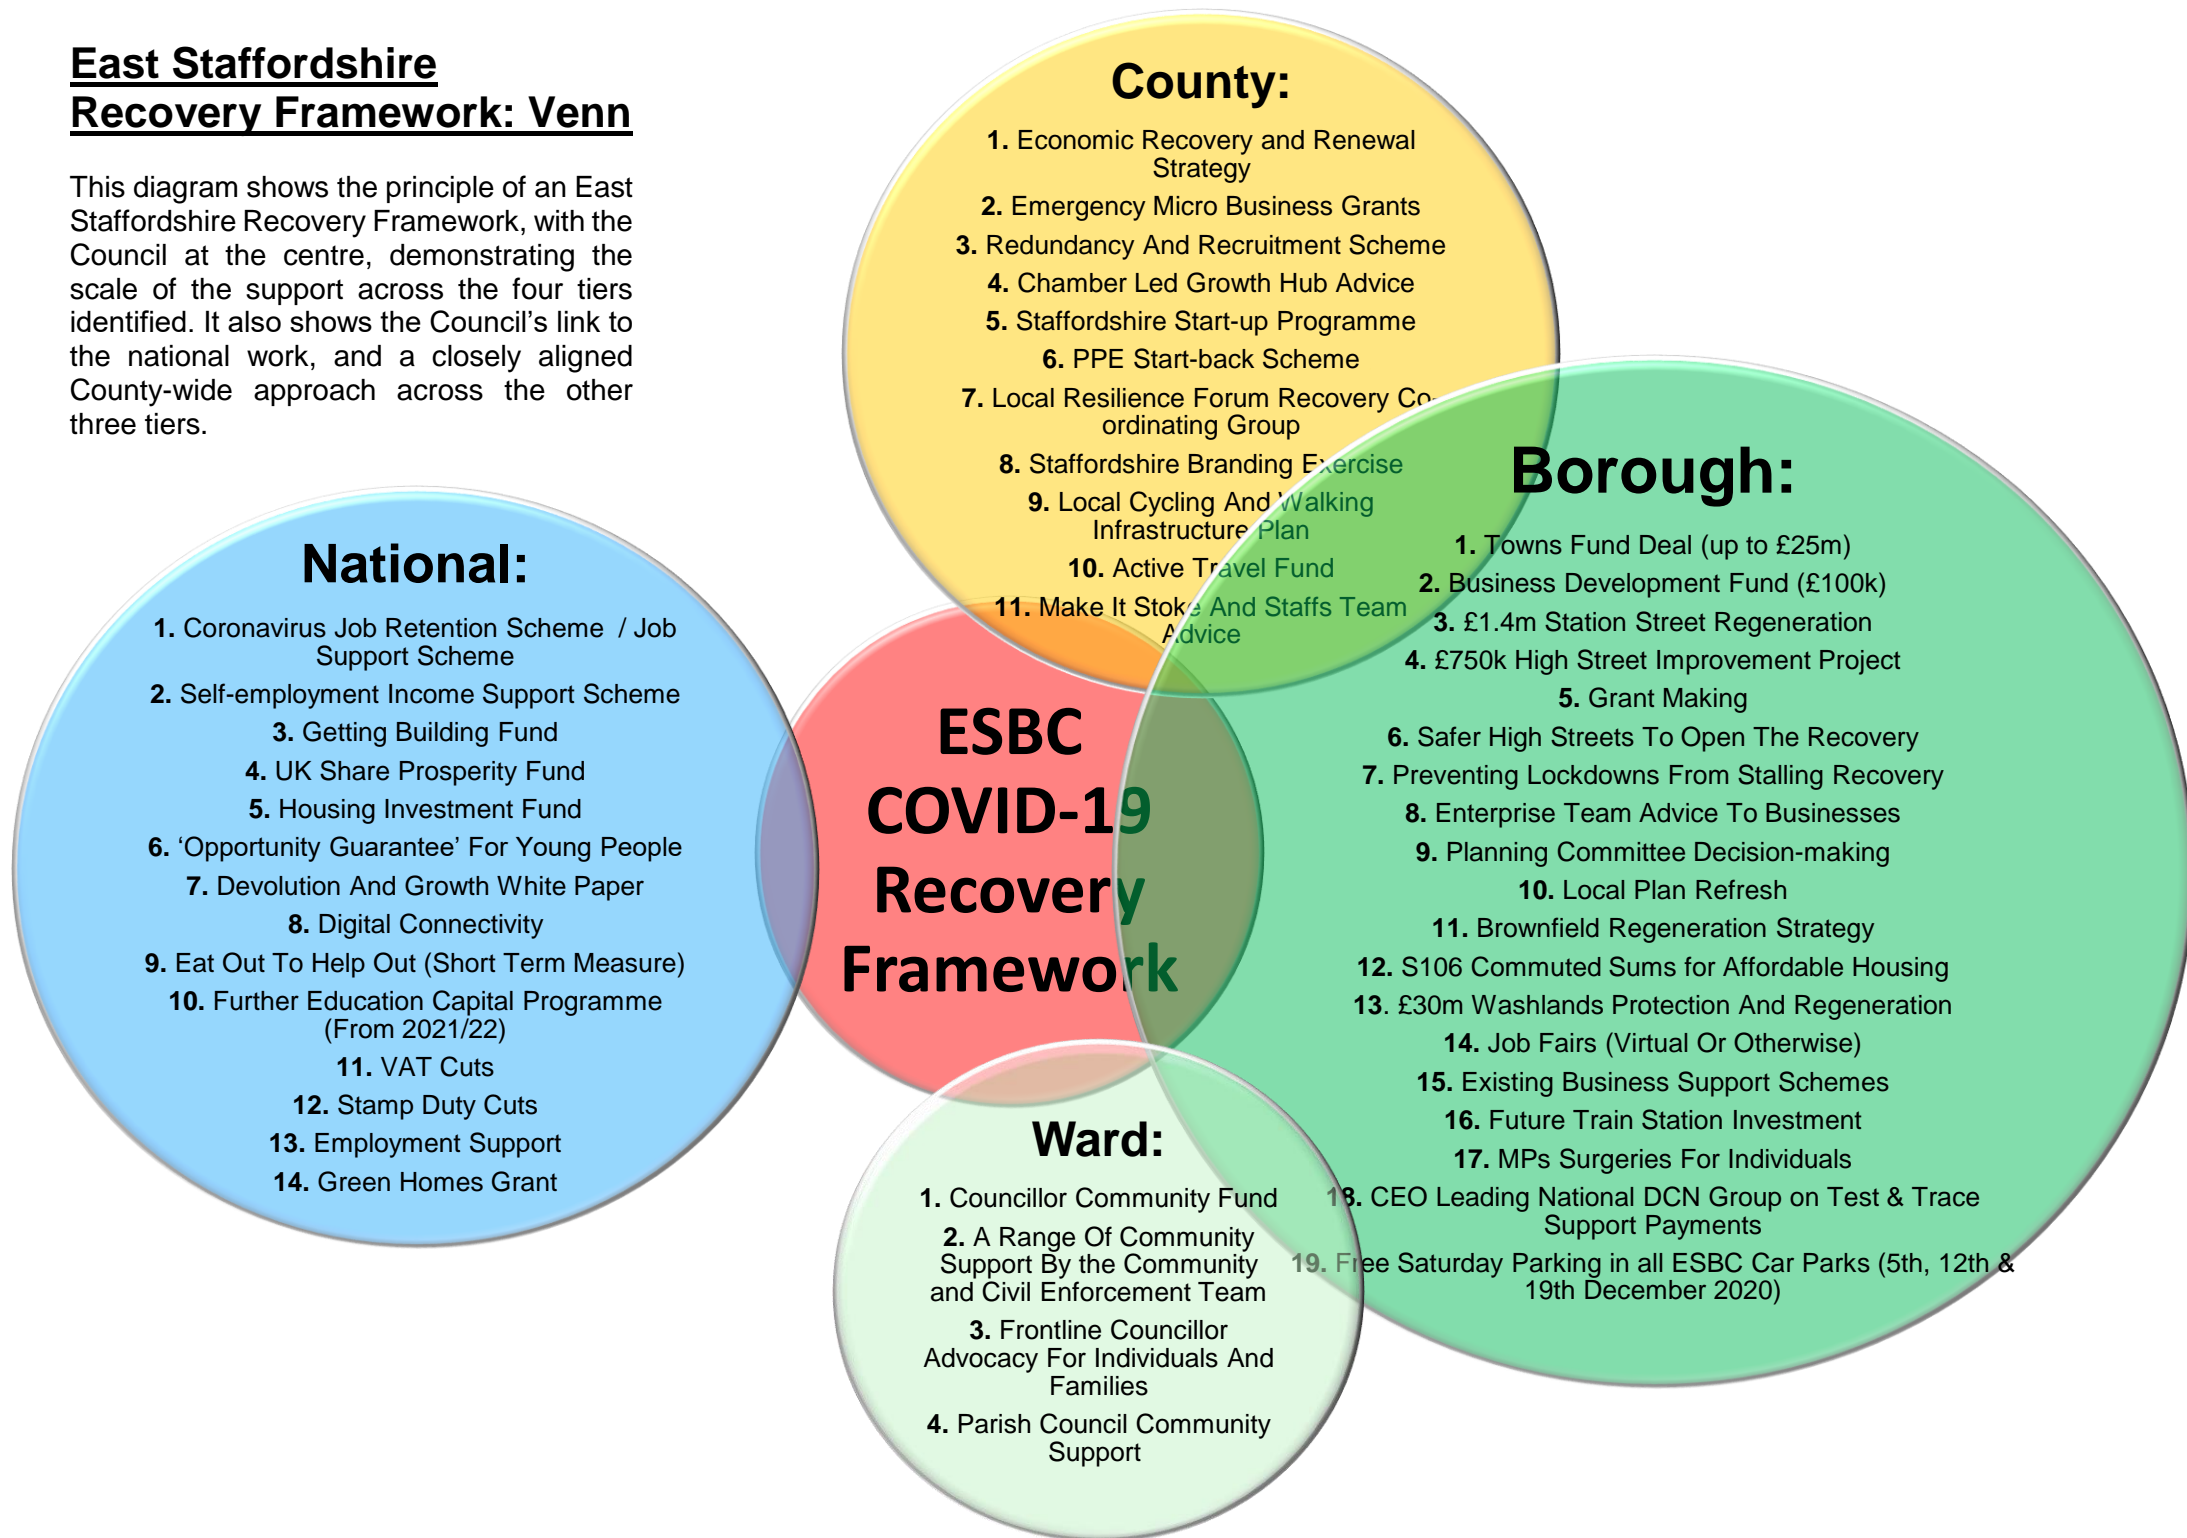 East Staffordshire
Recovery Framework: Venn
This diagram shows the principle of an East
Staffordshire Recovery Framework, with the
Council at the centre, demonstrating the
scale of the support across the four tiers
identified. It also shows the Council’s link to
the national work, and a closely aligned
County-wide approach across the other
three tiers.
County:
1. Economic Recovery and Renewal
Strategy
2. Emergency Micro Business Grants
3. Redundancy And Recruitment Scheme
4. Chamber Led Growth Hub Advice
5. Staffordshire Start-up Programme
6. PPE Start-back Scheme
7. Local Resilience Forum Recovery Co-
ordinating Group
8. Staffordshire Branding Exercise
9. Local Cycling And Walking
Infrastructure Plan
10. Active Travel Fund
11. Make It Stoke And Staffs Team
Advice
National:
1. Coronavirus Job Retention Scheme / Job
Support Scheme
2. Self-employment Income Support Scheme
3. Getting Building Fund
4. UK Share Prosperity Fund
5. Housing Investment Fund
6. ‘Opportunity Guarantee’ For Young People
7. Devolution And Growth White Paper
8. Digital Connectivity
9. Eat Out To Help Out (Short Term Measure)
10. Further Education Capital Programme
(From 2021/22)
11. VAT Cuts
12. Stamp Duty Cuts
13. Employment Support
14. Green Homes Grant
ESBC
COVID-19
Recovery
Framework
Borough:
1. Towns Fund Deal (up to £25m)
2. Business Development Fund (£100k)
3. £1.4m Station Street Regeneration
4. £750k High Street Improvement Project
5. Grant Making
6. Safer High Streets To Open The Recovery
7. Preventing Lockdowns From Stalling Recovery
8. Enterprise Team Advice To Businesses
9. Planning Committee Decision-making
10. Local Plan Refresh
11. Brownfield Regeneration Strategy
12. S106 Commuted Sums for Affordable Housing
13. £30m Washlands Protection And Regeneration
14. Job Fairs (Virtual Or Otherwise)
15. Existing Business Support Schemes
16. Future Train Station Investment
17. MPs Surgeries For Individuals
18. CEO Leading National DCN Group on Test & Trace
Support Payments
19. Free Saturday Parking in all ESBC Car Parks (5th, 12th &
19th December 2020)
Ward:
1. Councillor Community Fund
2. A Range Of Community
Support By the Community
and Civil Enforcement Team
3. Frontline Councillor
Advocacy For Individuals And
Families
4. Parish Council Community
Support